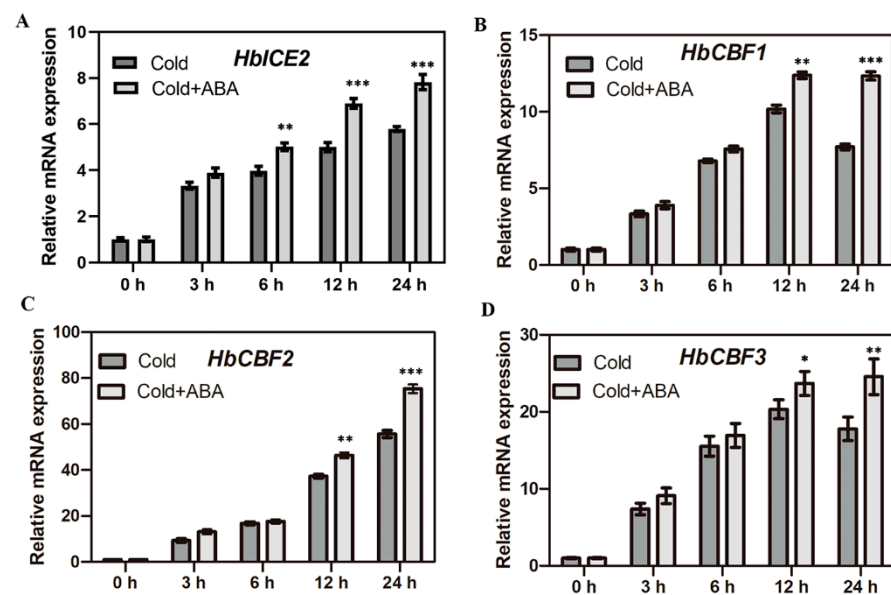 A
HbICE2
Cold
Cold+ABA
Relative mRNA expression
10
8
6
4
2
0
**
***
***
0 h 3 h 6 h 12 h 24 h
B
HbCBF1
Cold
Cold+ABA
Relative mRNA expression
15
10
5
0
**
***
0 h 3 h 6 h 12 h 24 h
C
HbCBF2
Cold
Cold+ABA
Relative mRNA expression
100
80
60
40
20
0
**
***
0 h 3 h 6 h 12 h 24 h
D
HbCBF3
Cold
Cold+ABA
Relative mRNA expression
30
20
10
0
*
**
0 h 3 h 6 h 12 h 24 h